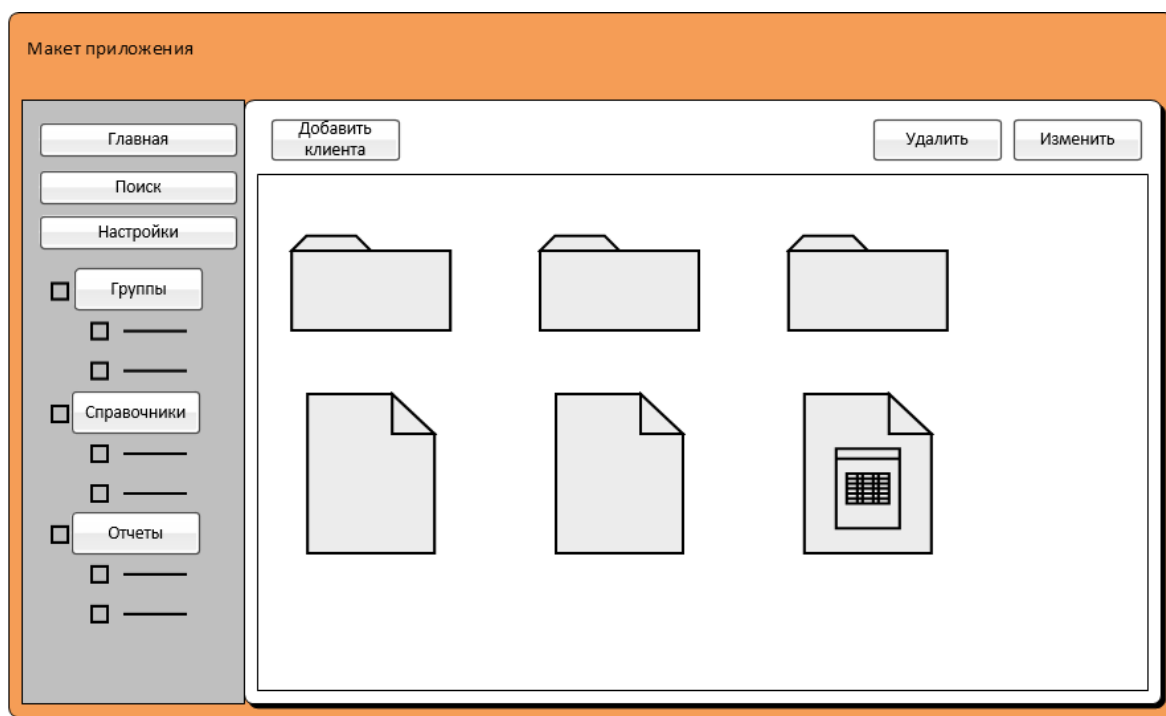 Макет приложения
Главная
Поиск
Настройки
Группы
Справочники
Отчеты
Добавить
клиента
Удалить
Изменить